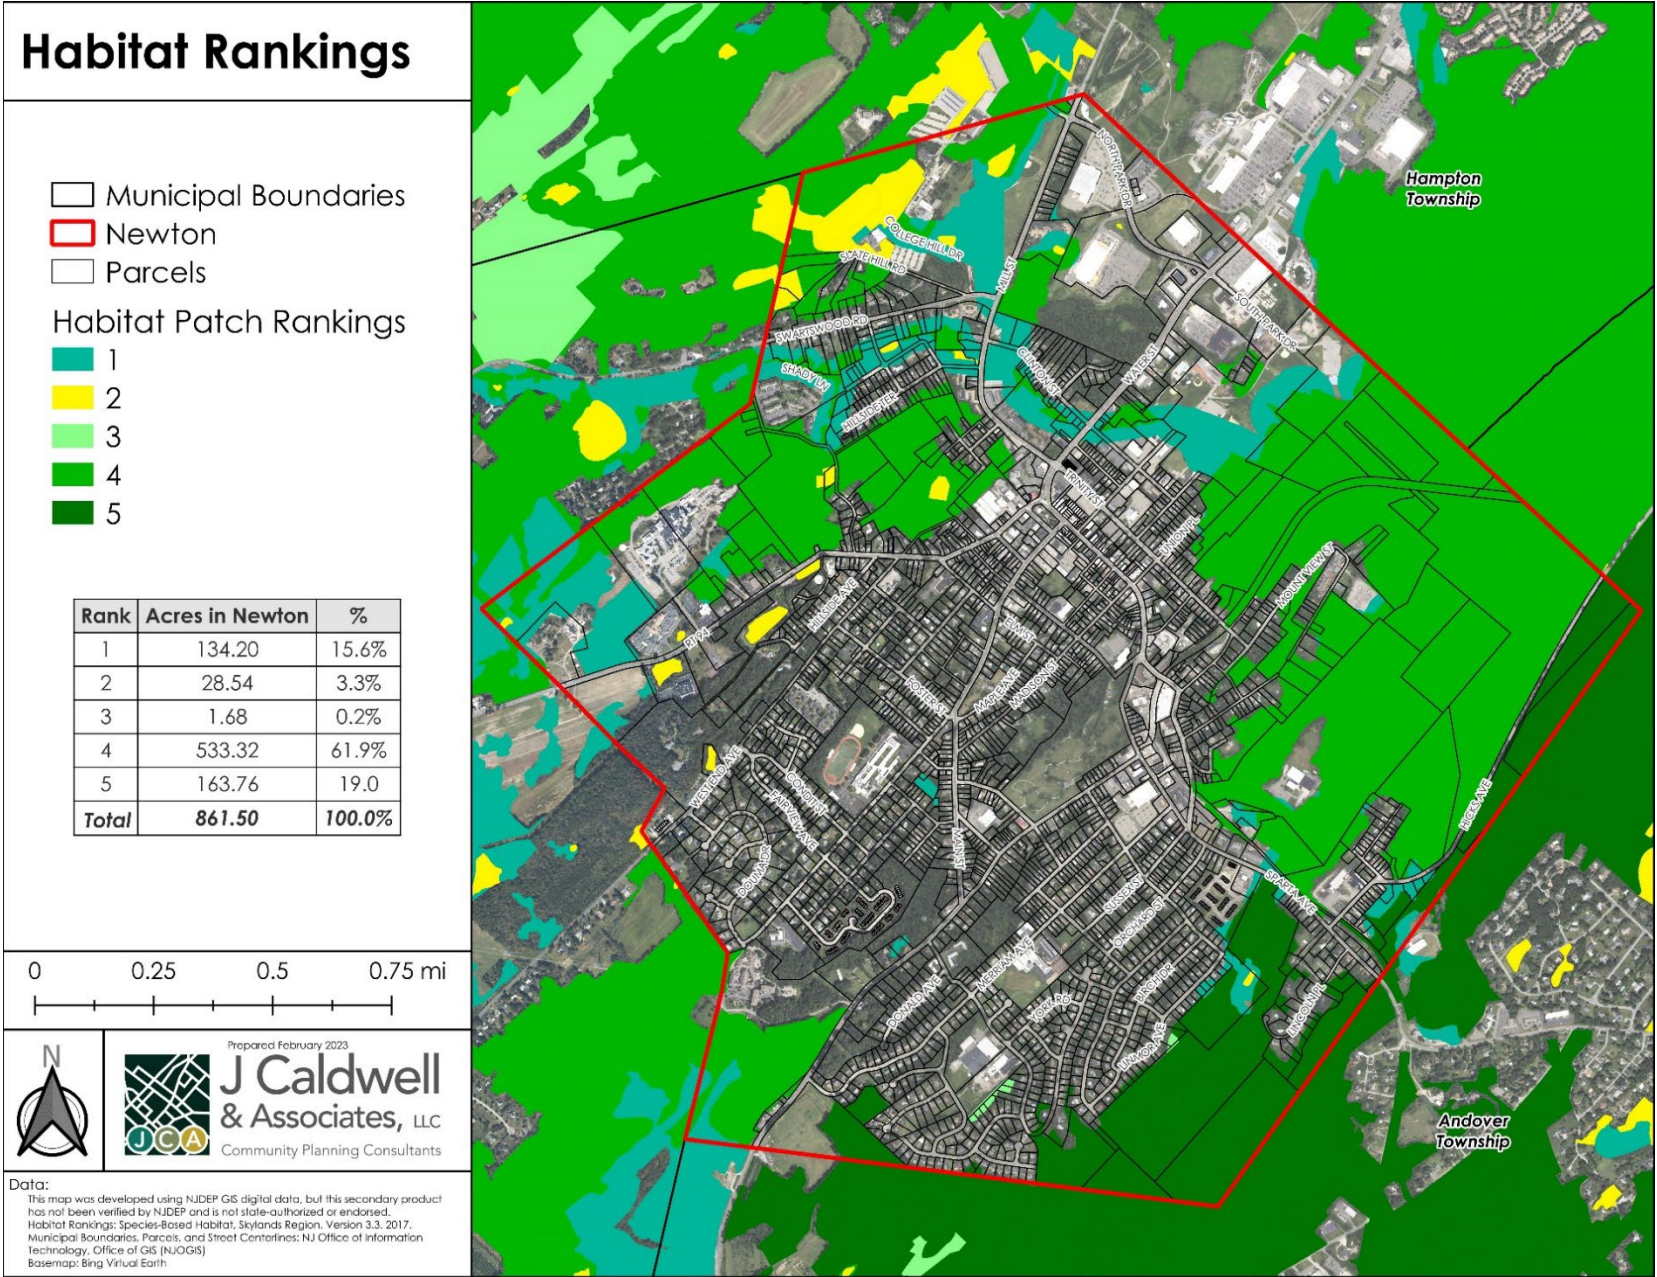 Habitat Rankings
Municipal Boundaries
Newton
Parcels
Habitat Patch Rankings
1
2
3
4
5
Rank Acres in Newton %
1 134.20 15.6%
2 28.54 3.3%
3 1.68 0.2%
4 533.32 61.9%
5 163.76 19.0
Total 861.50 100.0%
0 0.25 0.5 0.75 mi
N
Prepared February 2023
J Caldwell
& Associates, LLC
JCA
Community Planning Consultants
Data:
This map was developed using NJDEP GIS digital data, but this secondary product
has not been verified by NJDEP and is not state-authorized or endorsed.
Habitat Rankings: Species-Based Habitat, Skylands Region, Version 3.3, 2017.
Municipal Boundaries, Parcels, and Street Centerlines: NJ Office of Information
Technology, Office of GIS (NJOGIS)
Basemap: Bing Virtual Earth
NORTH PARK DR
Hampton
Township
COLLEGE HILL DR
SLATE HILL RD
MILL ST
SOUTH PARK DR
SWARTSWOOD RD
SHADY LN
CLINTON ST
WATER ST
HILLSIDE TER
TRINITY ST
UNION PL
MOUNT VIEW ST
HILLSIDE AVE
RT 94
ELM ST
FOSTER ST
MAPLE AVE
MADISON ST
WEST END AVE
CONDIT ST
FAIRVIEW AVE
DOUMA DR
MAIN ST
HICKS AVE
SPARTA AVE
SUSSEX ST
ORCHARD ST
MERRIAM AVE
DONALD AVE
YORK RD
BIRCH DR
LINCOLN PL
LINMOR AVE
Andover
Township